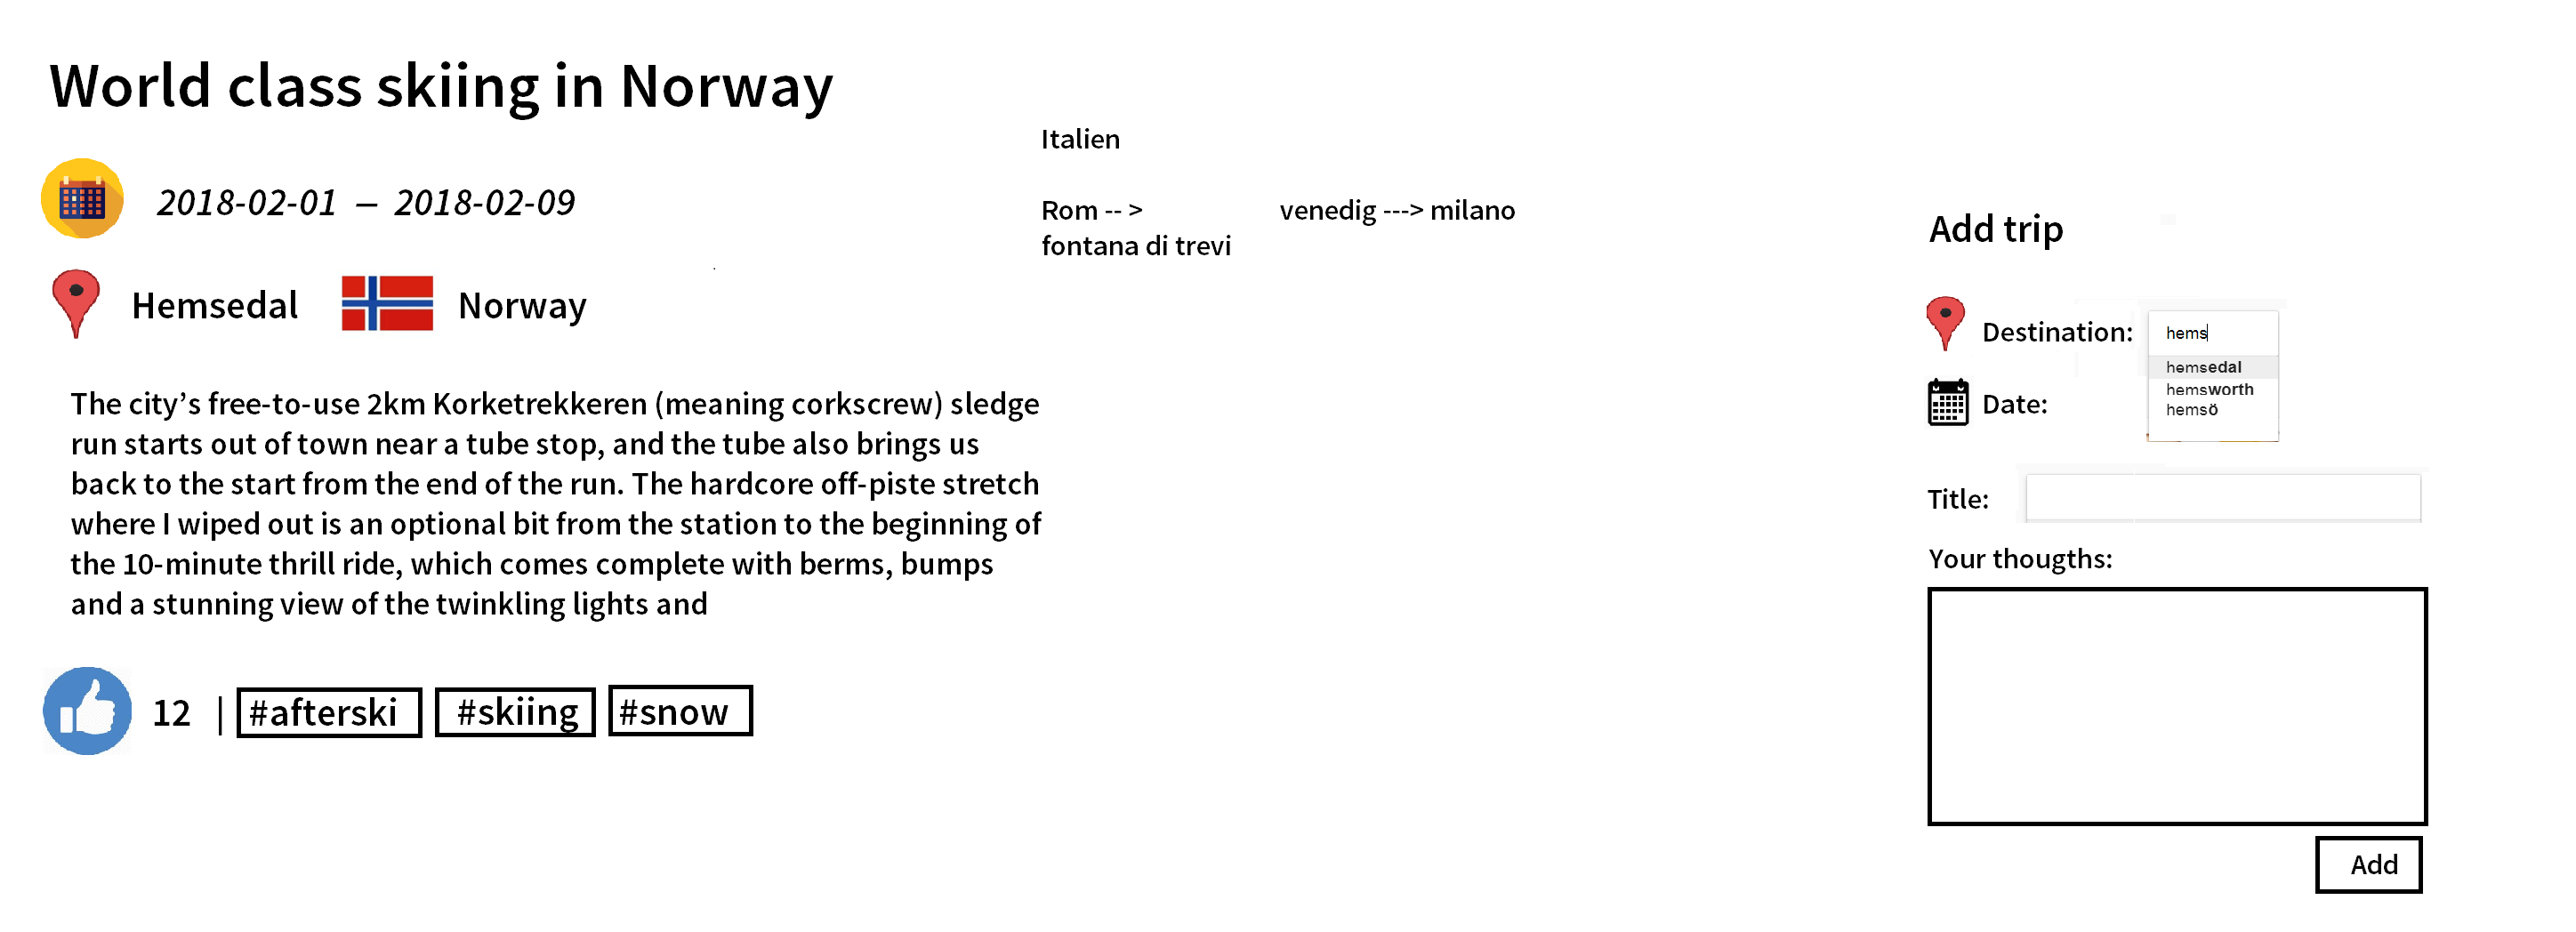 World class skiing in Norway
2018-02-01 – 2018-02-09
Hemsedal Norway
The city’s free-to-use 2km Korketrekkeren (meaning corkscrew) sledge
run starts out of town near a tube stop, and the tube also brings us
back to the start from the end of the run. The hardcore off-piste stretch
where I wiped out is an optional bit from the station to the beginning of
the 10-minute thrill ride, which comes complete with berms, bumps
and a stunning view of the twinkling lights and
12 | #afterski #skiing #snow
Italien
Rom -- > venedig ---> milano
fontana di trevi
Add trip
Destination: hems
hemsedal
hemsworth
hemsö
Date:
Title:
Your thougths:
Add